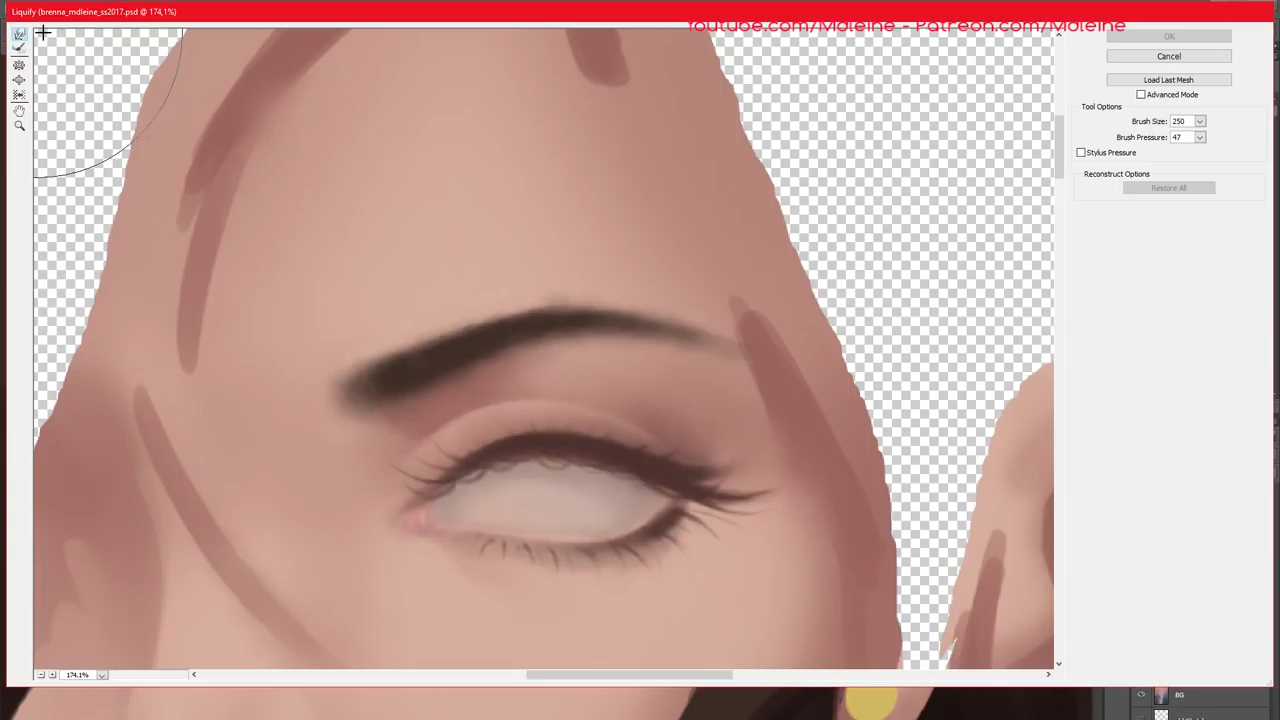 Liquify (brenna_mdleine_ss2017.psd @ 174,1%)
Youtube.com/Moleine - Patreon.com/Moleine
OK
Cancel
Load Last Mesh
Advanced Mode
Tool Options
Brush Size: 250
Brush Pressure: 47
Stylus Pressure
Reconstruct Options
Restore All
174.1%
BG